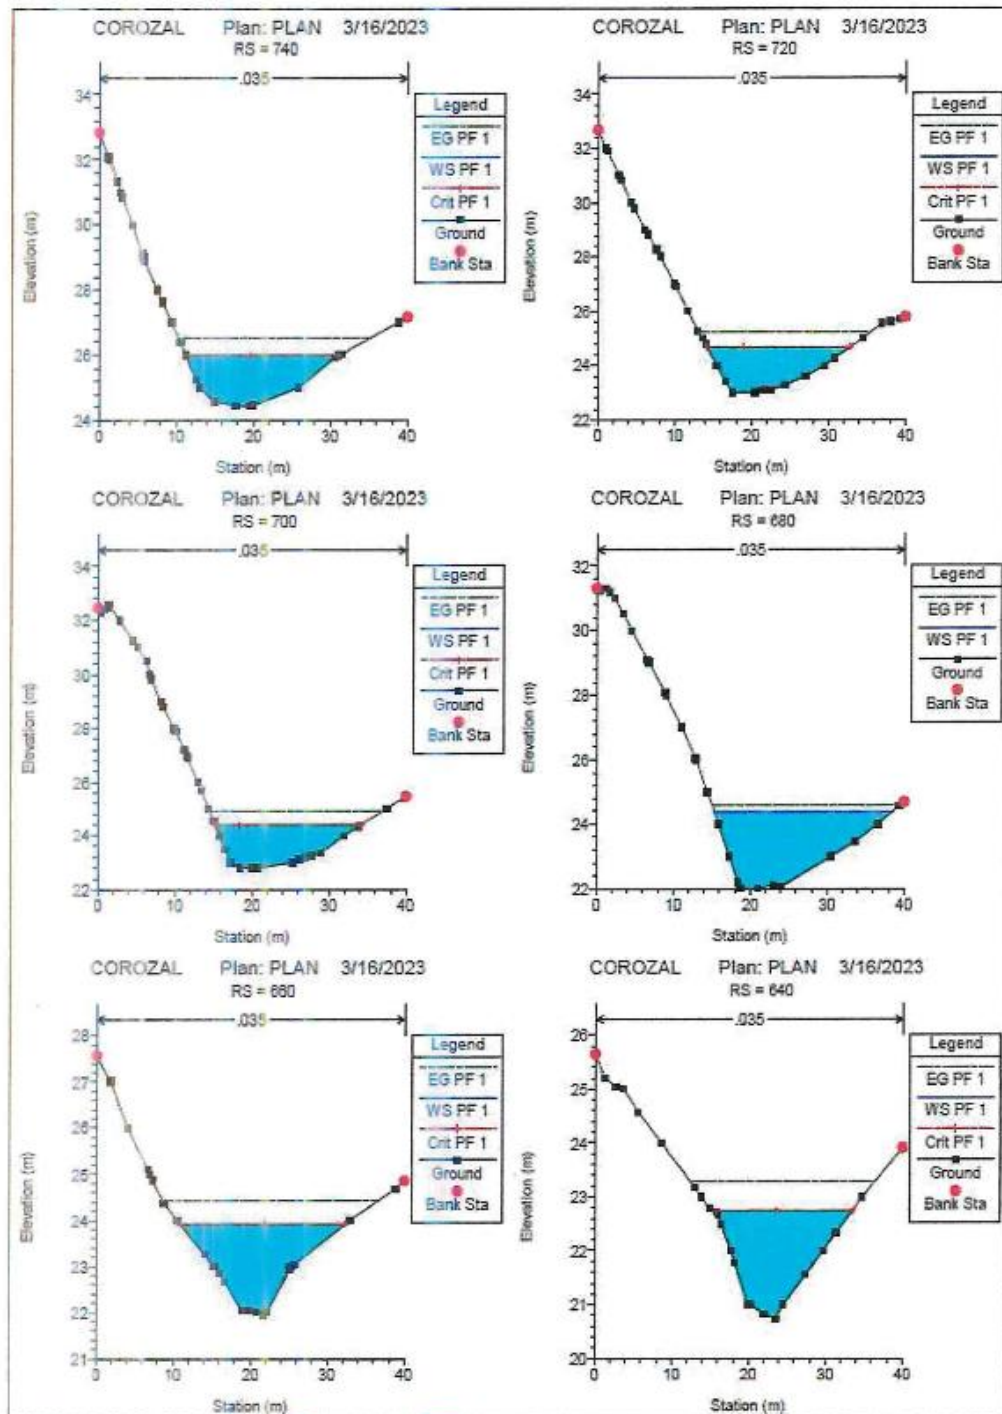 COROZAL Plan: PLAN 3/16/2023
RS = 740
.035
Legend
EG PF 1
WS PF 1
Crit PF 1
Ground
Bank Sta
Elevation (m)
34
32
30
28
26
24
0 10 20 30 40
Station (m)
COROZAL Plan: PLAN 3/16/2023
RS = 720
.035
Legend
EG PF 1
WS PF 1
Crit PF 1
Ground
Bank Sta
Elevation (m)
34
32
30
28
26
24
22
0 10 20 30 40
Station (m)
COROZAL Plan: PLAN 3/16/2023
RS = 700
.035
Legend
EG PF 1
WS PF 1
Crit PF 1
Ground
Bank Sta
Elevation (m)
34
32
30
28
26
24
22
0 10 20 30 40
Station (m)
COROZAL Plan: PLAN 3/16/2023
RS = 680
.035
Legend
EG PF 1
WS PF 1
Ground
Bank Sta
Elevation (m)
32
30
28
26
24
22
0 10 20 30 40
Station (m)
COROZAL Plan: PLAN 3/16/2023
RS = 660
.035
Legend
EG PF 1
WS PF 1
Crit PF 1
Ground
Bank Sta
Elevation (m)
28
27
26
25
24
23
22
21
0 10 20 30 40
Station (m)
COROZAL Plan: PLAN 3/16/2023
RS = 640
.035
Legend
EG PF 1
WS PF 1
Crit PF 1
Ground
Bank Sta
Elevation (m)
26
25
24
23
22
21
20
0 10 20 30 40
Station (m)